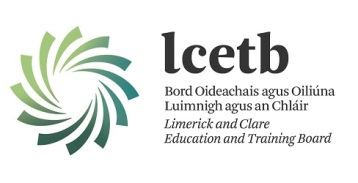 lcetb
Bord Oideachais agus Oiliúna
Luimnigh agus an Chláir
Limerick and Clare
Education and Training Board